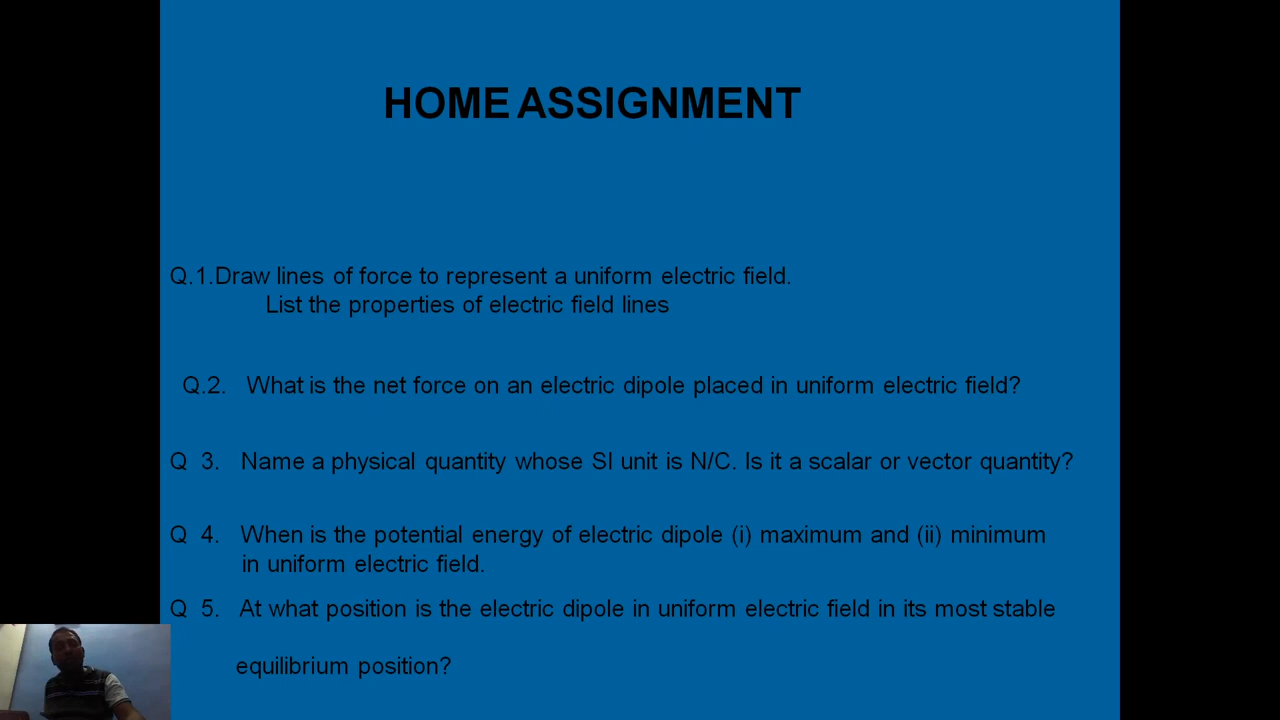 HOME ASSIGNMENT
Q.1.Draw lines of force to represent a uniform electric field.
List the properties of electric field lines
Q.2. What is the net force on an electric dipole placed in uniform electric field?
Q 3. Name a physical quantity whose SI unit is N/C. Is it a scalar or vector quantity?
Q 4. When is the potential energy of electric dipole (i) maximum and (ii) minimum
in uniform electric field.
Q 5. At what position is the electric dipole in uniform electric field in its most stable
equilibrium position?